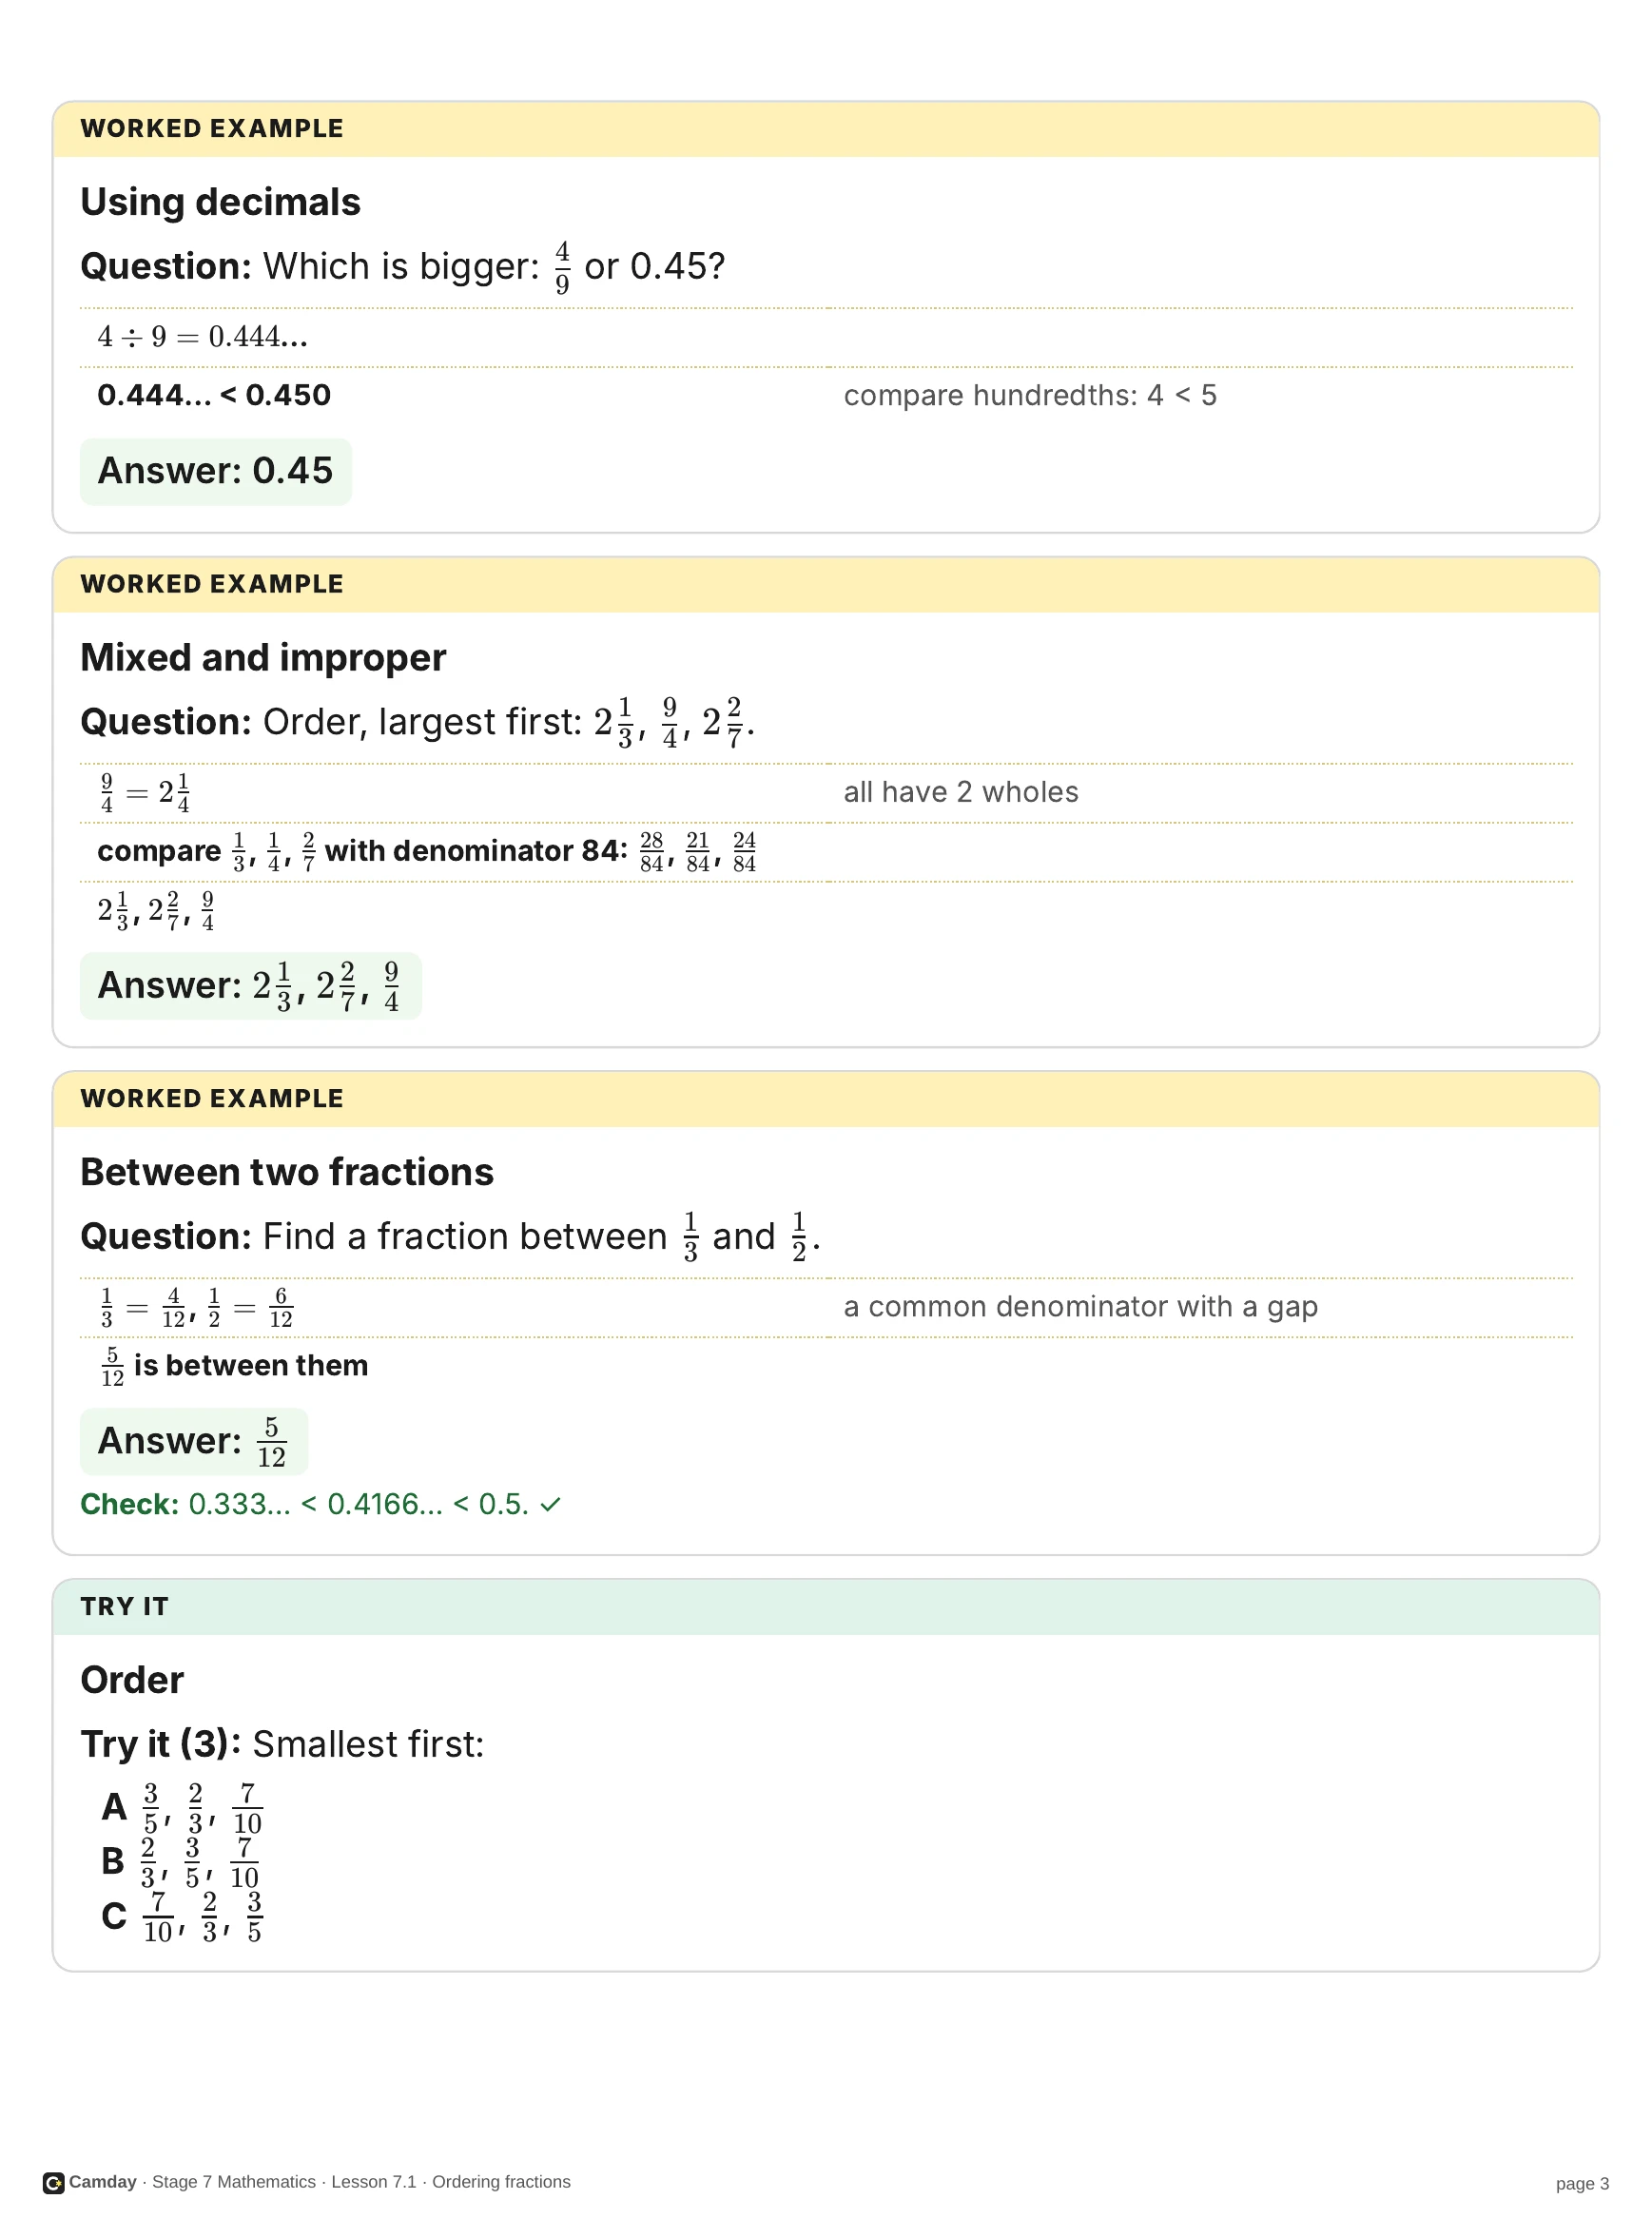 WORKED EXAMPLE
Using decimals
Question: Which is bigger: 4/9 or 0.45?
4 ÷ 9 = 0.444...
0.444... < 0.450 compare hundredths: 4 < 5
Answer: 0.45
WORKED EXAMPLE
Mixed and improper
Question: Order, largest first: 2 1/3, 9/4, 2 2/7.
9/4 = 2 1/4 all have 2 wholes
compare 1/3, 1/4, 2/7 with denominator 84: 28/84, 21/84, 24/84
2 1/3, 2 2/7, 9/4
Answer: 2 1/3, 2 2/7, 9/4
WORKED EXAMPLE
Between two fractions
Question: Find a fraction between 1/3 and 1/2.
1/3 = 4/12, 1/2 = 6/12 a common denominator with a gap
5/12 is between them
Answer: 5/12
Check: 0.333... < 0.4166... < 0.5. ✓
TRY IT
Order
Try it (3): Smallest first:
A 3/5, 2/3, 7/10
B 2/3, 3/5, 7/10
C 7/10, 2/3, 3/5
Camday · Stage 7 Mathematics · Lesson 7.1 · Ordering fractions page 3